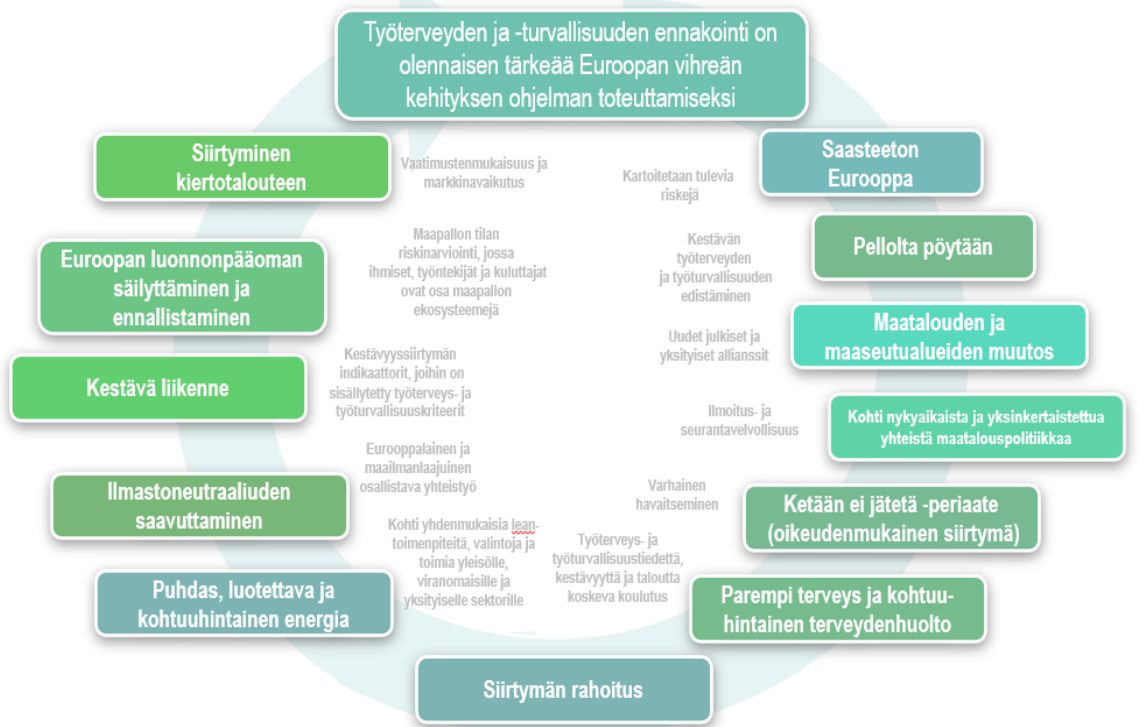 Työterveyden ja -turvallisuuden ennakointi on
olennaisen tärkeää Euroopan vihreän
kehityksen ohjelman toteuttamiseksi
Siirtyminen
kiertotalouteen
Vaatimustenmukaisuus ja
markkinavaikutus
Kartoitetaan tulevia
riskejä
Saasteeton
Eurooppa
Euroopan luonnonpääoman
säilyttäminen ja
ennallistaminen
Maapallon tilan
riskinarviointi, jossa
ihmiset, työntekijät ja kuluttajat
ovat osa maapallon
ekosysteemejä
Kestävän
työterveyden
ja työturvallisuuden
edistäminen
Pellolta pöytään
Kestävä liikenne
Kestävyyssiirtymän
indikaattorit, joihin on
sisällytetty työterveys- ja
työturvallisuuskriteerit
Uudet julkiset ja
yksityiset allianssit
Maatalouden ja
maaseutualueiden muutos
Ilmoitus- ja
seurantavelvollisuus
Kohti nykyaikaista ja yksinkertaistettua
yhteistä maatalouspolitiikkaa
Ilmastoneutraaliuden
saavuttaminen
Eurooppalainen ja
maailmanlaajuinen
osallistava yhteistyö
Varhainen
havaitseminen
Ketään ei jätetä -periaate
(oikeudenmukainen siirtymä)
Puhdas, luotettava ja
kohtuuhintainen energia
Kohti yhdenmukaisia lean-
toimenpiteitä, valintoja ja
toimia yleisölle,
viranomaisille ja
yksityiselle sektorille
Työterveys- ja
työturvallisuustiedettä,
kestävyyttä ja taloutta
koskeva koulutus
Parempi terveys ja kohtuu-
hintainen terveydenhuolto
Siirtymän rahoitus